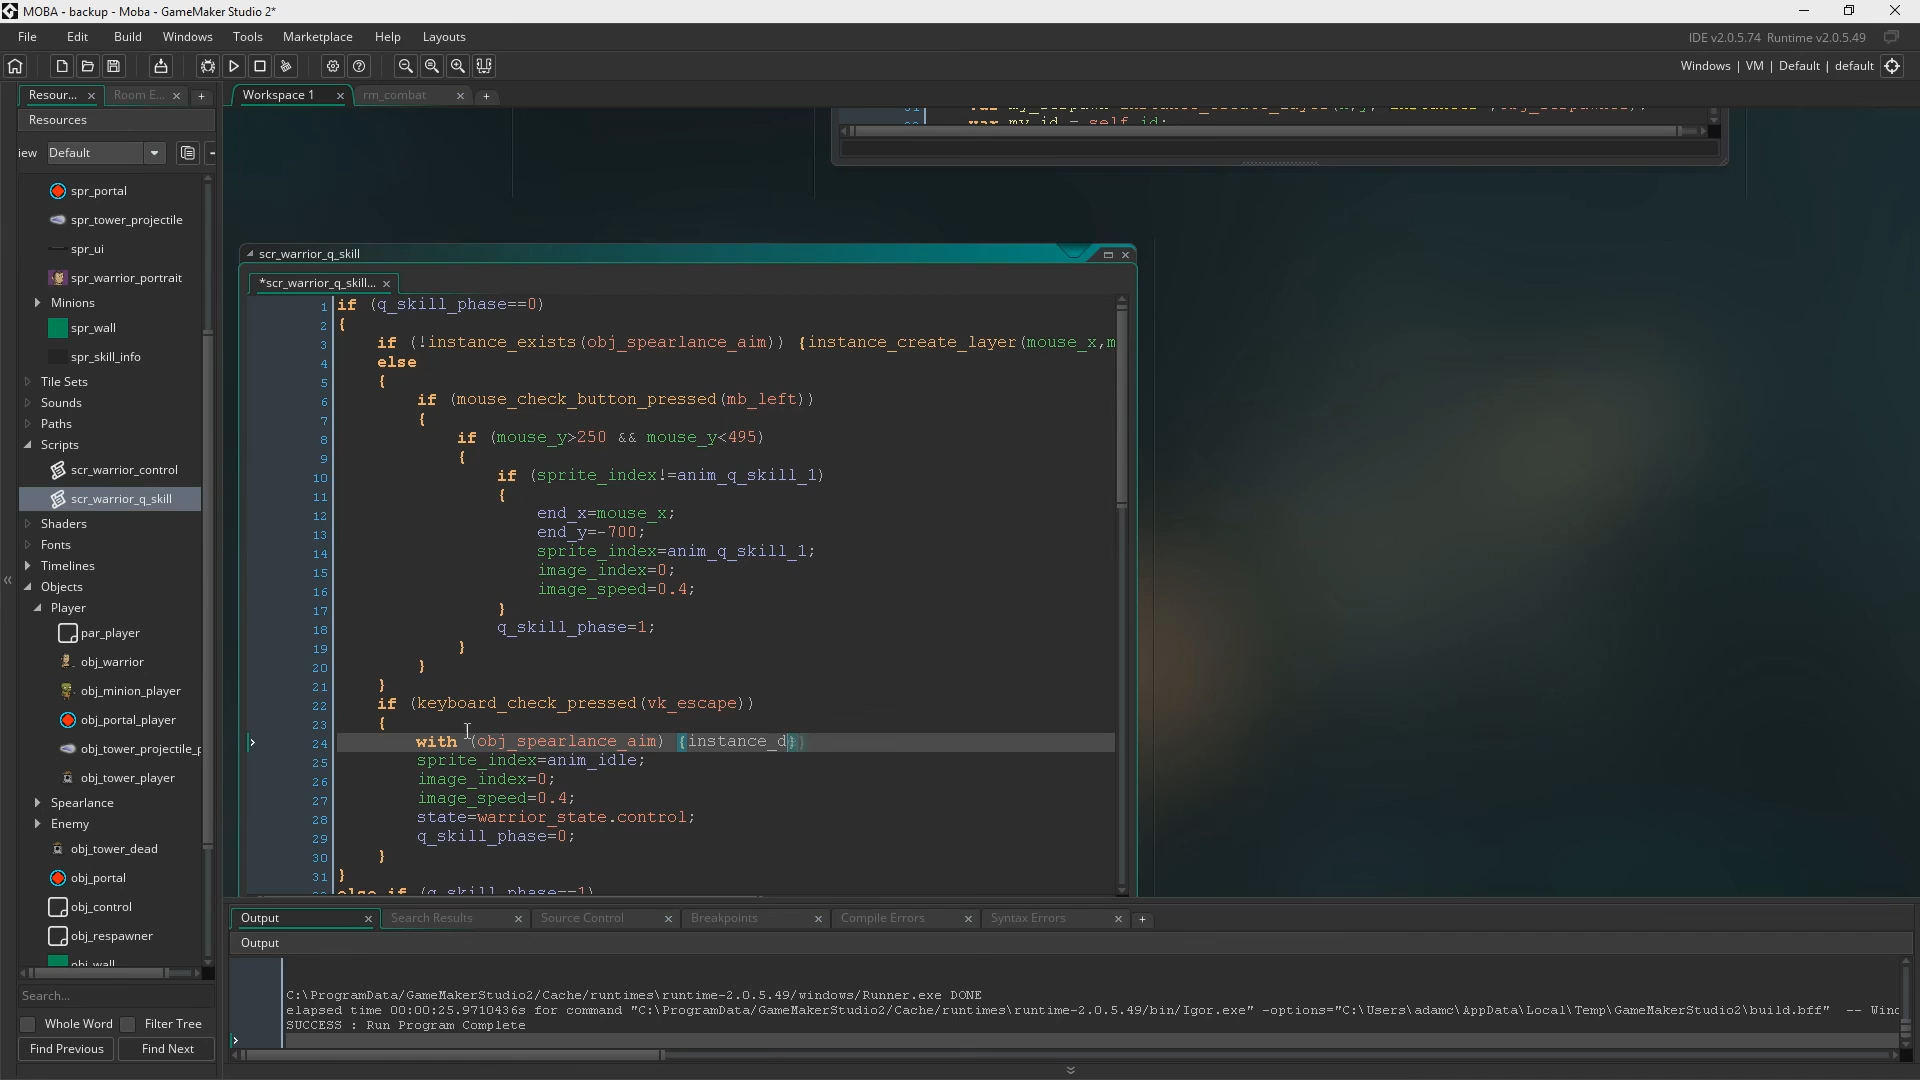 MOBA - backup - Moba - GameMaker Studio 2*
File Edit Build Windows Tools Marketplace Help Layouts
IDE v2.0.5.74 Runtime v2.0.5.49
Windows | VM | Default | default
Resour...
Room E...
Workspace 1
rm_combat
Resources
iew Default
spr_portal
spr_tower_projectile
spr_ui
spr_warrior_portrait
Minions
spr_wall
spr_skill_info
Tile Sets
Sounds
Paths
Scripts
scr_warrior_control
scr_warrior_q_skill
Shaders
Fonts
Timelines
Objects
Player
par_player
obj_warrior
obj_minion_player
obj_portal_player
obj_tower_projectile_p
obj_tower_player
Spearlance
Enemy
obj_tower_dead
obj_portal
obj_control
obj_respawner
obj_wall
Search...
Whole Word Filter Tree
Find Previous Find Next
var my_id = self.id;
scr_warrior_q_skill
*scr_warrior_q_skill...
1 if (q_skill_phase==0)
2 {
3 if (!instance_exists(obj_spearlance_aim)) {instance_create_layer(mouse_x,m
4 else
5 {
6 if (mouse_check_button_pressed(mb_left))
7 {
8 if (mouse_y>250 && mouse_y<495)
9 {
10 if (sprite_index!=anim_q_skill_1)
11 {
12 end_x=mouse_x;
13 end_y=-700;
14 sprite_index=anim_q_skill_1;
15 image_index=0;
16 image_speed=0.4;
17 }
18 q_skill_phase=1;
19 }
20 }
21 }
22 if (keyboard_check_pressed(vk_escape))
23 {
24 with (obj_spearlance_aim) {instance_d}
25 sprite_index=anim_idle;
26 image_index=0;
27 image_speed=0.4;
28 state=warrior_state.control;
29 q_skill_phase=0;
30 }
31 }
else if (q_skill_phase==1)
Output Search Results Source Control Breakpoints Compile Errors Syntax Errors
Output
C:\ProgramData/GameMakerStudio2/Cache/runtimes\runtime-2.0.5.49/windows/Runner.exe DONE
elapsed time 00:00:25.9710436s for command "C:\ProgramData/GameMakerStudio2/Cache/runtimes\runtime-2.0.5.49/bin/Igor.exe" -options="C:\Users\adamc\AppData\Local\Temp\GameMakerStudio2\build.bff" -- Wind
SUCCESS : Run Program Complete